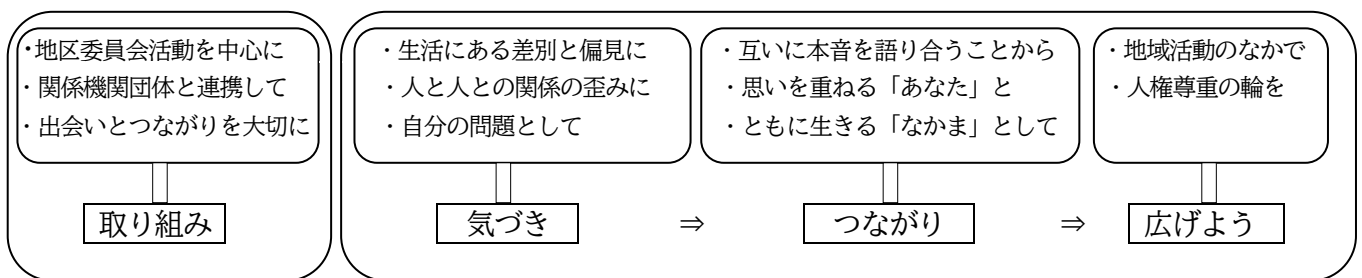 ・地区委員会活動を中心に
・関係機関団体と連携して
・出会いとつながりを大切に
取り組み
・生活にある差別と偏見に
・人と人との関係の歪みに
・自分の問題として
気づき
⇒
・互いに本音を語り合うことから
・思いを重ねる「あなた」と
・ともに生きる「なかま」として
つながり
⇒
・地域活動のなかで
・人権尊重の輪を
広げよう